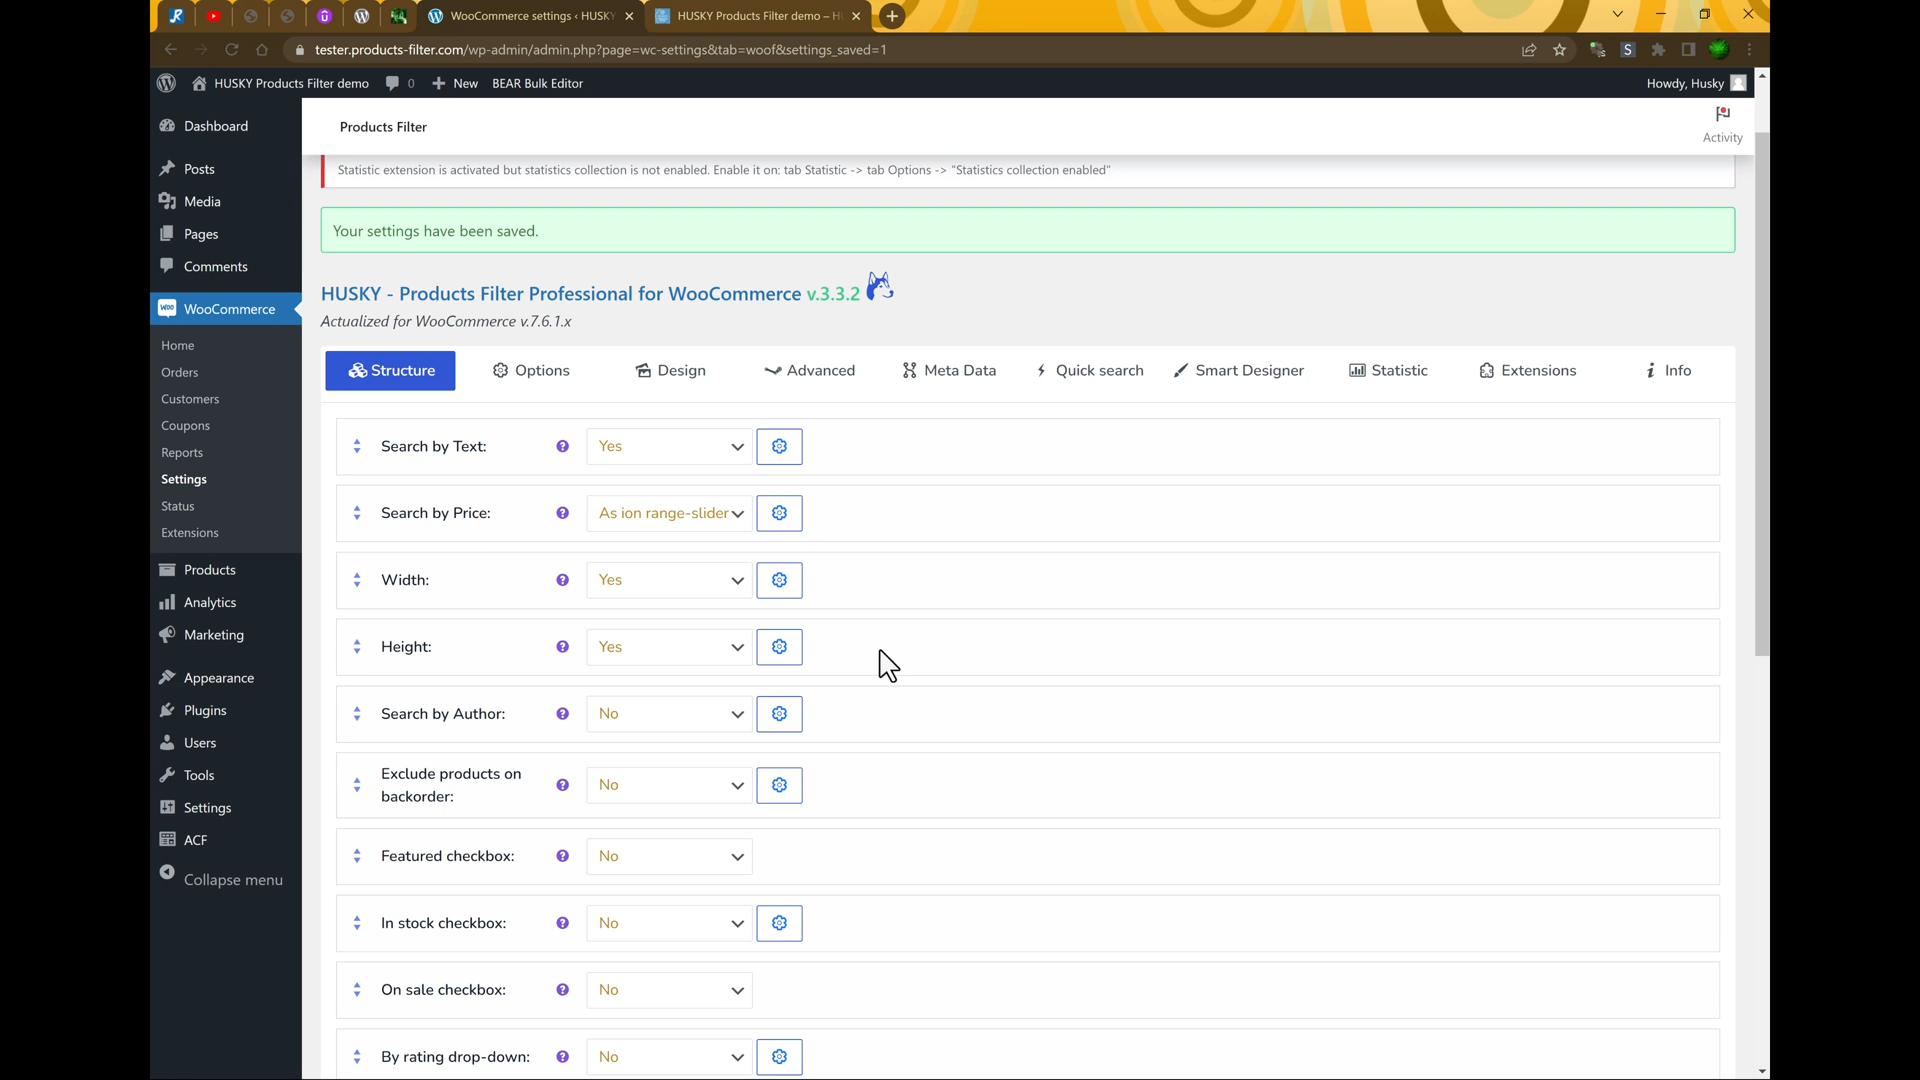 WooCommerce settings ‹ HUSKY
HUSKY Products Filter demo – H
tester.products-filter.com/wp-admin/admin.php?page=wc-settings&tab=woof&settings_saved=1
HUSKY Products Filter demo
0
New
BEAR Bulk Editor
Howdy, Husky
Dashboard
Posts
Media
Pages
Comments
WooCommerce
Home
Orders
Customers
Coupons
Reports
Settings
Status
Extensions
Products
Analytics
Marketing
Appearance
Plugins
Users
Tools
Settings
ACF
Collapse menu
Products Filter
Activity
Statistic extension is activated but statistics collection is not enabled. Enable it on: tab Statistic -> tab Options -> "Statistics collection enabled"
Your settings have been saved.
HUSKY - Products Filter Professional for WooCommerce v.3.3.2
Actualized for WooCommerce v.7.6.1.x
Structure
Options
Design
Advanced
Meta Data
Quick search
Smart Designer
Statistic
Extensions
Info
Search by Text: ? Yes
Search by Price: ? As ion range-slider
Width: ? Yes
Height: ? Yes
Search by Author: ? No
Exclude products on
backorder: ? No
Featured checkbox: ? No
In stock checkbox: ? No
On sale checkbox: ? No
By rating drop-down: ? No